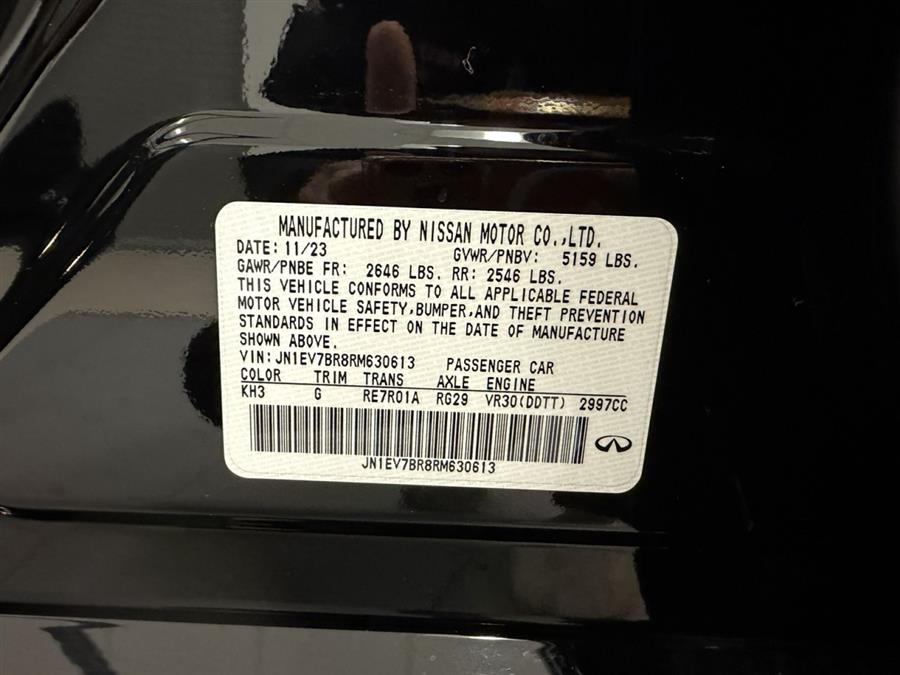 MANUFACTURED BY NISSAN MOTOR CO.,LTD.
DATE: 11/23 GVWR/PNBV: 5159 LBS.
GAWR/PNBE FR: 2646 LBS. RR: 2546 LBS.
THIS VEHICLE CONFORMS TO ALL APPLICABLE FEDERAL
MOTOR VEHICLE SAFETY,BUMPER,AND THEFT PREVENTION
STANDARDS IN EFFECT ON THE DATE OF MANUFACTURE
SHOWN ABOVE.
VIN: JN1EV7BR8RM630613 PASSENGER CAR
COLOR TRIM TRANS AXLE ENGINE
KH3 G RE7R01A RG29 VR30(DDTT) 2997CC
JN1EV7BR8RM630613